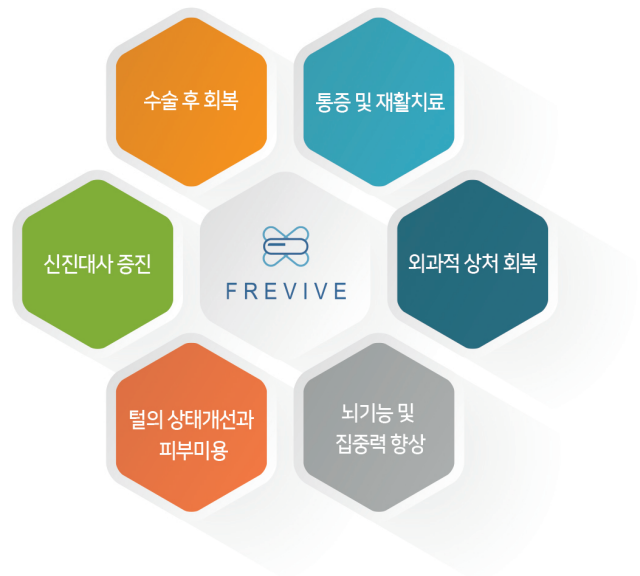 수술 후 회복
통증 및 재활치료
신진대사 증진
FREVIVE
외과적 상처 회복
털의 상태개선과
피부미용
뇌기능 및
집중력 향상